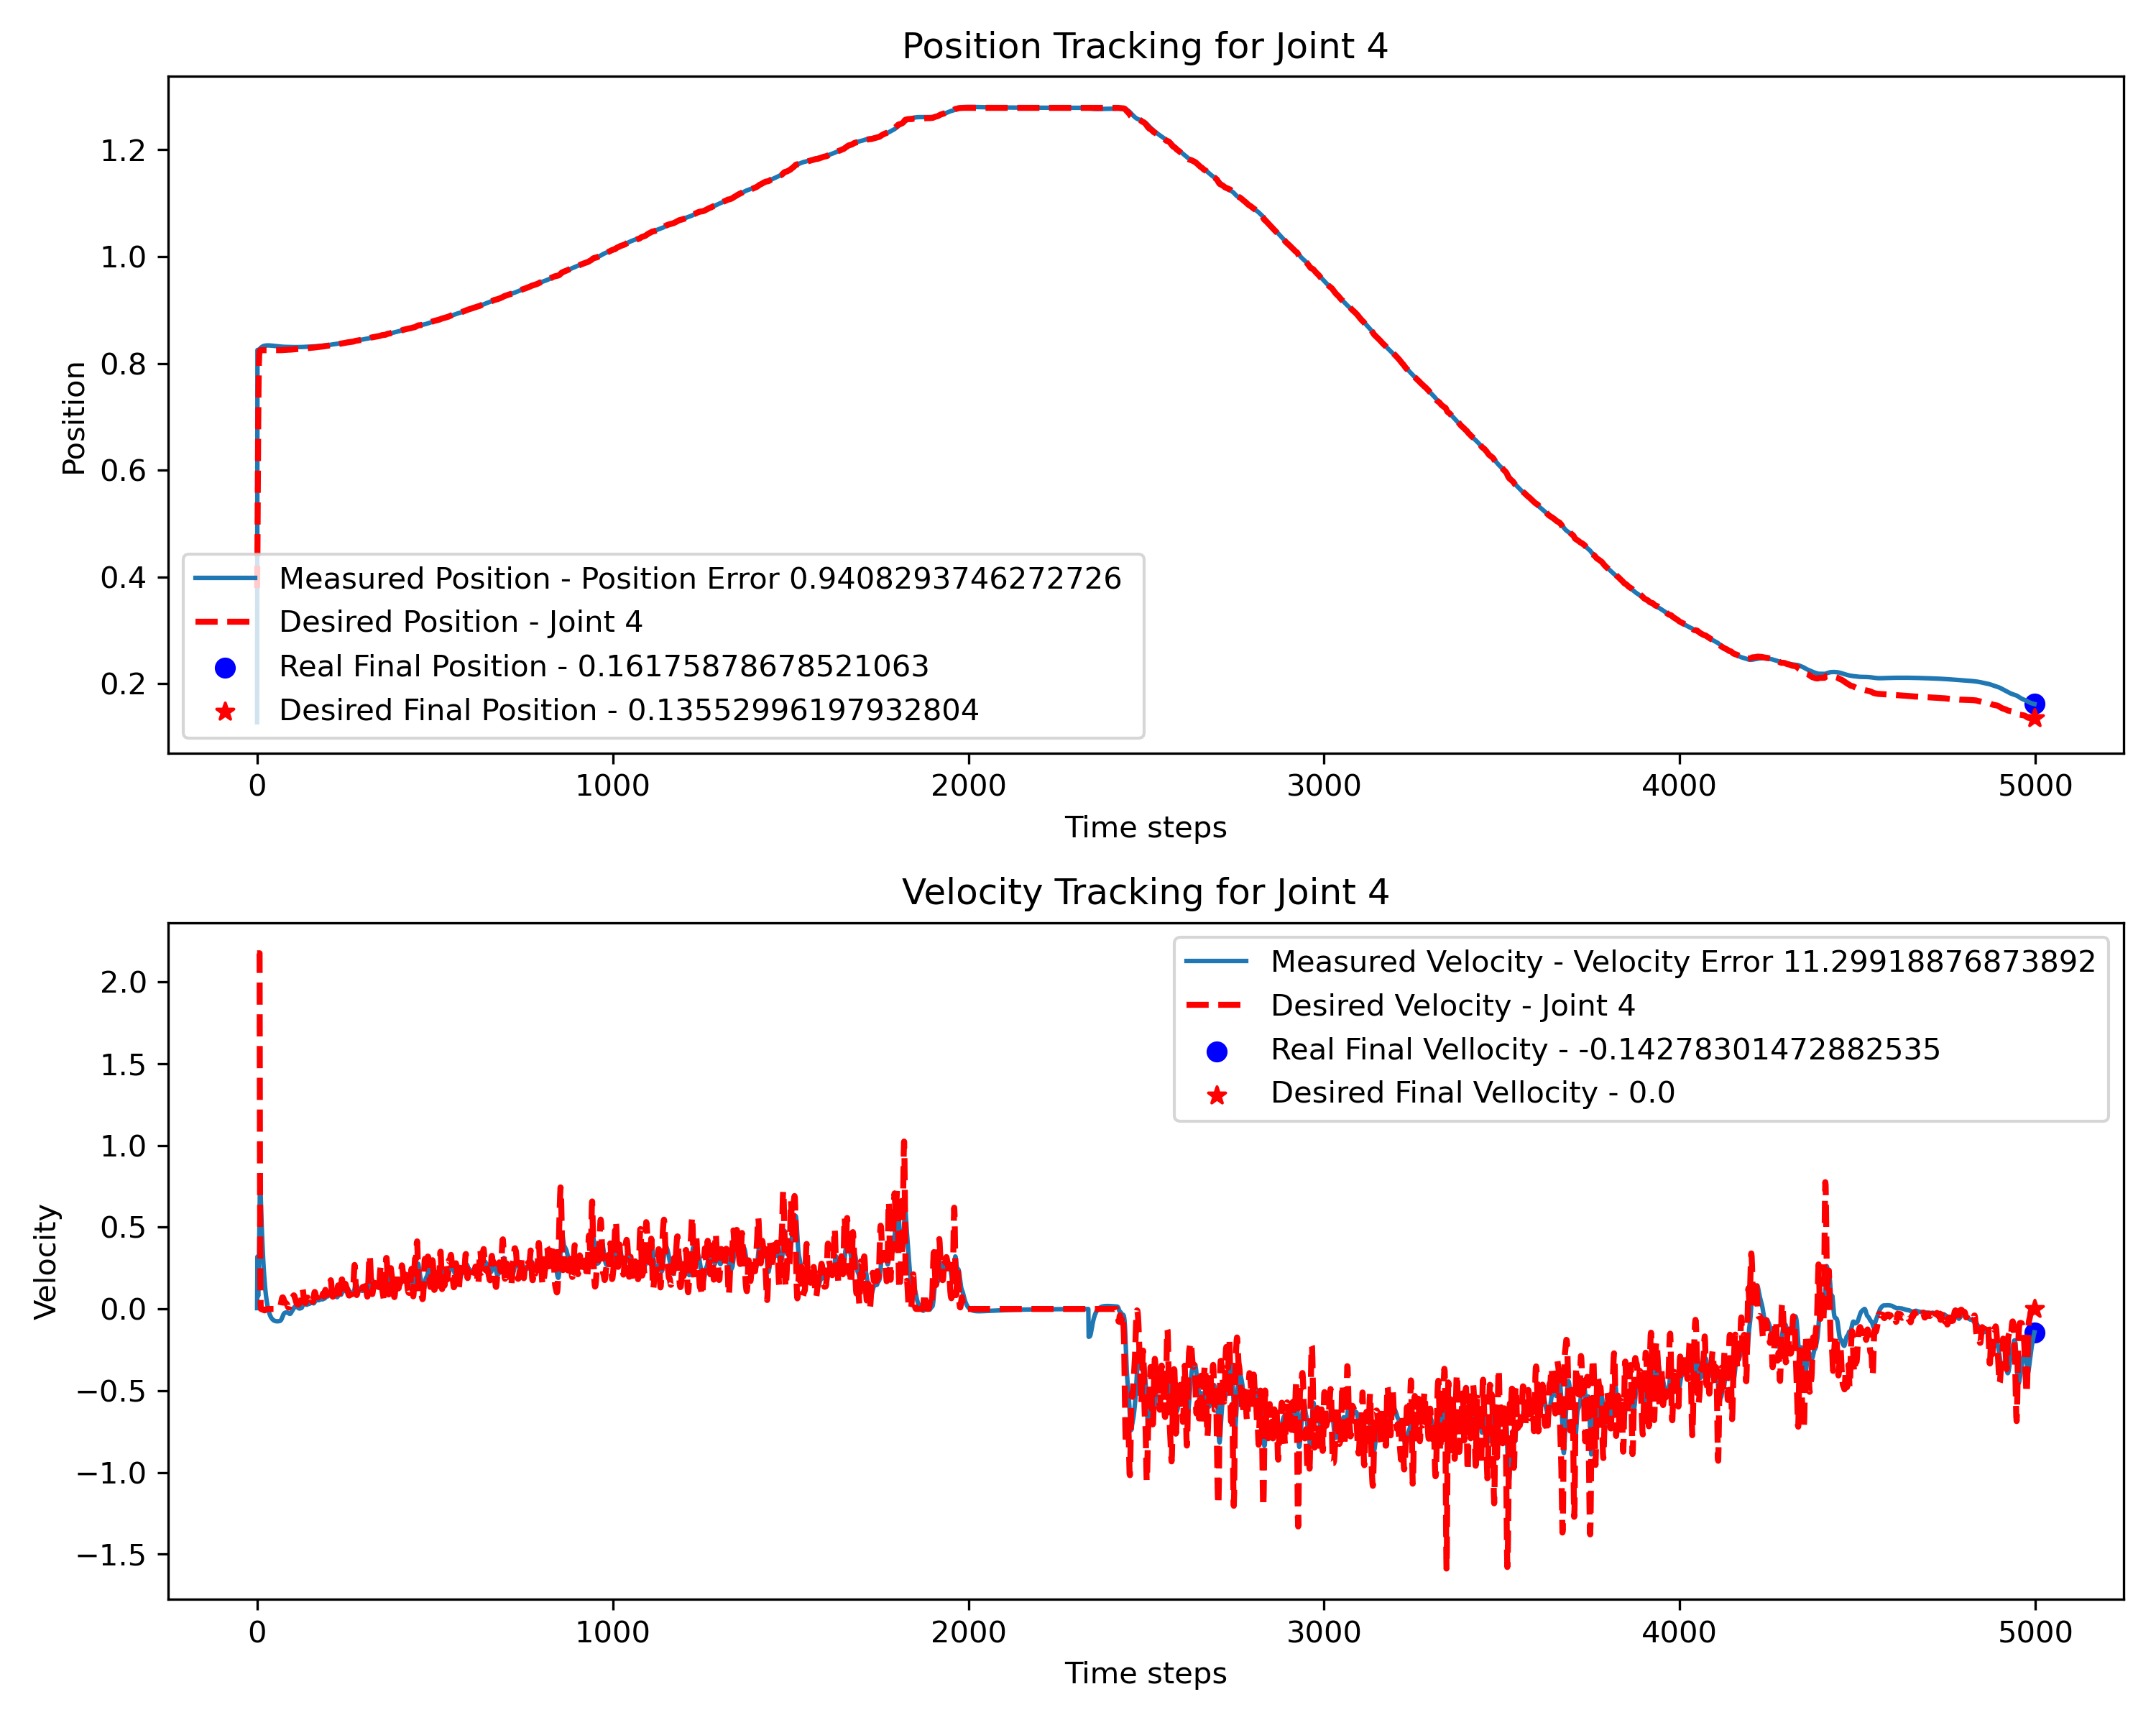 Position Tracking for Joint 4
1.2
1.0
0.8
0.6
0.4
0.2
Position
Measured Position - Position Error 0.9408293746272726
Desired Position - Joint 4
Real Final Position - 0.16175878678521063
Desired Final Position - 0.13552996197932804
0 1000 2000 3000 4000 5000
Time steps
Velocity Tracking for Joint 4
2.0
1.5
1.0
0.5
0.0
−0.5
−1.0
−1.5
Velocity
Measured Velocity - Velocity Error 11.29918876873892
Desired Velocity - Joint 4
Real Final Vellocity - -0.14278301472882535
Desired Final Vellocity - 0.0
0 1000 2000 3000 4000 5000
Time steps